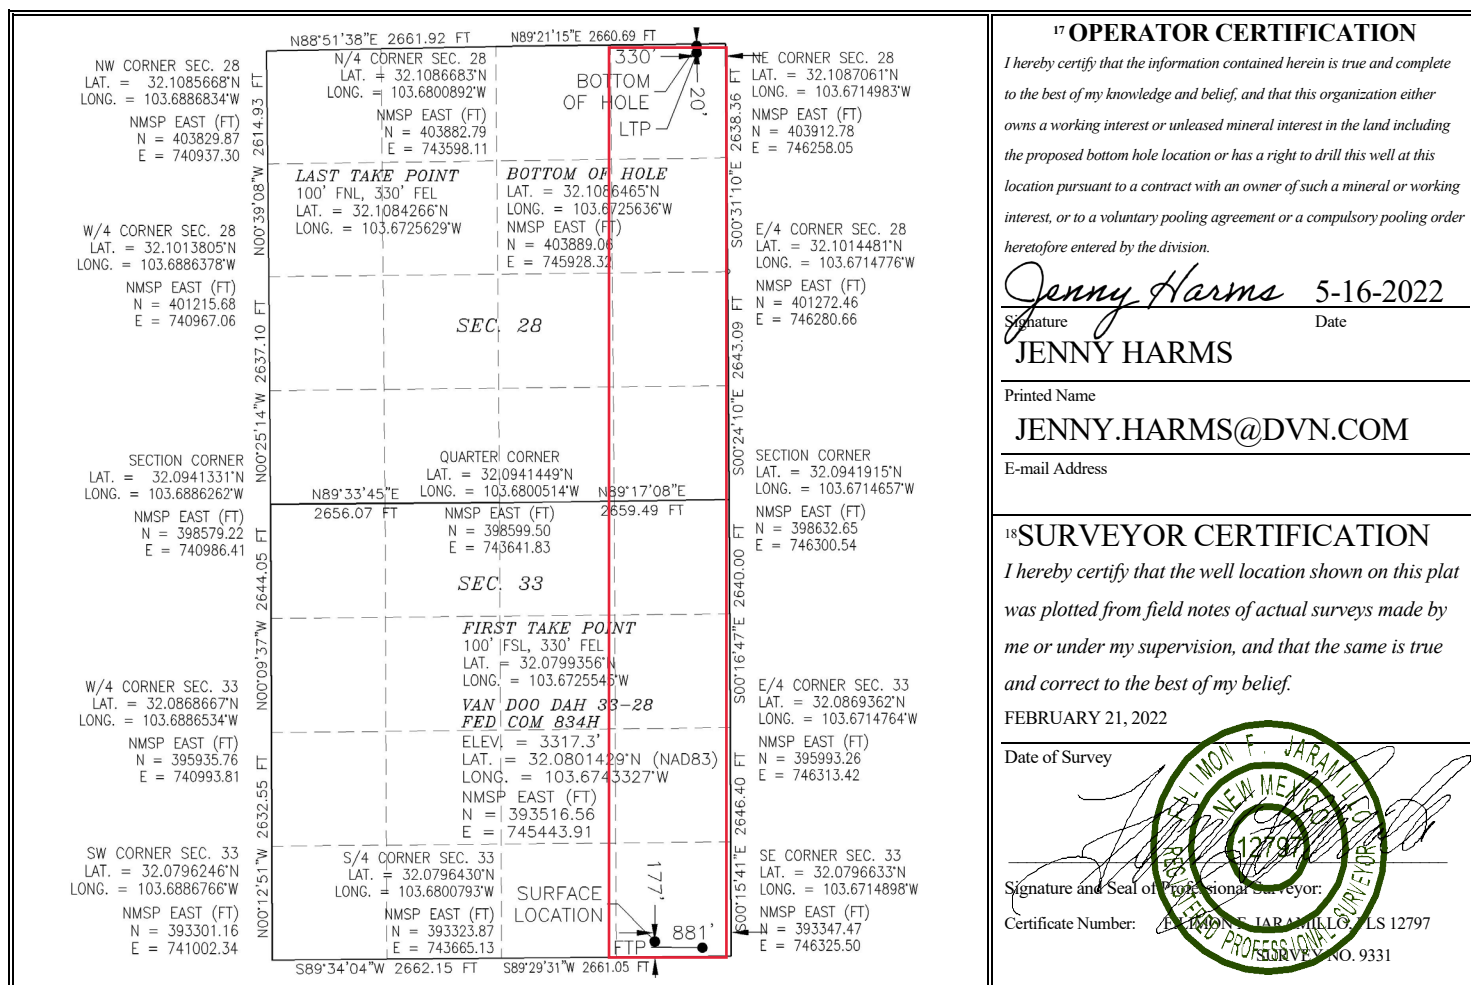 N88°51'38"E 2661.92 FT
N89°21'15"E 2660.69 FT
NW CORNER SEC. 28
LAT. = 32.1085668°N
LONG. = 103.6886834°W
NMSP EAST (FT)
N = 403829.87
E = 740937.30
N/4 CORNER SEC. 28
LAT. = 32.1086683°N
LONG. = 103.6800892°W
NMSP EAST (FT)
N = 403882.79
E = 743598.11
330'
BOTTOM
OF HOLE
LTP
20'
NE CORNER SEC. 28
LAT. = 32.1087061°N
LONG. = 103.6714983°W
NMSP EAST (FT)
N = 403912.78
E = 746258.05
N00°39'08"W 2614.93 FT
S00°31'10"E 2638.36 FT
LAST TAKE POINT
100' FNL, 330' FEL
LAT. = 32.1084266°N
LONG. = 103.6725629°W
BOTTOM OF HOLE
LAT. = 32.1086465°N
LONG. = 103.6725636°W
NMSP EAST (FT)
N = 403889.06
E = 745928.32
W/4 CORNER SEC. 28
LAT. = 32.1013805°N
LONG. = 103.6886378°W
NMSP EAST (FT)
N = 401215.68
E = 740967.06
E/4 CORNER SEC. 28
LAT. = 32.1014481°N
LONG. = 103.6714776°W
NMSP EAST (FT)
N = 401272.46
E = 746280.66
SEC. 28
N00°25'14"W 2637.10 FT
S00°24'10"E 2643.09 FT
SECTION CORNER
LAT. = 32.0941331°N
LONG. = 103.6886262°W
NMSP EAST (FT)
N = 398579.22
E = 740986.41
QUARTER CORNER
LAT. = 32.0941449°N
LONG. = 103.6800514°W
NMSP EAST (FT)
N = 398599.50
E = 743641.83
N89°33'45"E
2656.07 FT
N89°17'08"E
2659.49 FT
SECTION CORNER
LAT. = 32.0941915°N
LONG. = 103.6714657°W
NMSP EAST (FT)
N = 398632.65
E = 746300.54
SEC. 33
N00°09'37"W 2644.05 FT
S00°16'47"E 2640.00 FT
FIRST TAKE POINT
100' FSL, 330' FEL
LAT. = 32.0799356°N
LONG. = 103.6725546°W
VAN DOO DAH 33-28
FED COM 834H
ELEV. = 3317.3'
LAT. = 32.0801429°N (NAD83)
LONG. = 103.6743327°W
NMSP EAST (FT)
N = 393516.56
E = 745443.91
W/4 CORNER SEC. 33
LAT. = 32.0868667°N
LONG. = 103.6886534°W
NMSP EAST (FT)
N = 395935.76
E = 740993.81
E/4 CORNER SEC. 33
LAT. = 32.0869362°N
LONG. = 103.6714764°W
NMSP EAST (FT)
N = 395993.26
E = 746313.42
N00°12'51"W 2632.55 FT
S00°15'41"E 2646.40 FT
SW CORNER SEC. 33
LAT. = 32.0796246°N
LONG. = 103.6886766°W
NMSP EAST (FT)
N = 393301.16
E = 741002.34
S/4 CORNER SEC. 33
LAT. = 32.0796430°N
LONG. = 103.6800793°W
NMSP EAST (FT)
N = 393323.87
E = 743665.13
SURFACE
LOCATION
177'
881'
FTP
SE CORNER SEC. 33
LAT. = 32.0796633°N
LONG. = 103.6714898°W
NMSP EAST (FT)
N = 393347.47
E = 746325.50
S89°34'04"W 2662.15 FT
S89°29'31"W 2661.05 FT
17 OPERATOR CERTIFICATION
I hereby certify that the information contained herein is true and complete
to the best of my knowledge and belief, and that this organization either
owns a working interest or unleased mineral interest in the land including
the proposed bottom hole location or has a right to drill this well at this
location pursuant to a contract with an owner of such a mineral or working
interest, or to a voluntary pooling agreement or a compulsory pooling order
heretofore entered by the division.
Jenny Harms 5-16-2022
Signature Date
JENNY HARMS
Printed Name
JENNY.HARMS@DVN.COM
E-mail Address
18 SURVEYOR CERTIFICATION
I hereby certify that the well location shown on this plat
was plotted from field notes of actual surveys made by
me or under my supervision, and that the same is true
and correct to the best of my belief.
FEBRUARY 21, 2022
Date of Survey
FILIMON F. JARAMILLO
NEW MEXICO
12797
REGISTERED PROFESSIONAL SURVEYOR
Signature and Seal of Professional Surveyor:
Certificate Number: FILIMON F. JARAMILLO, PLS 12797
SURVEY NO. 9331